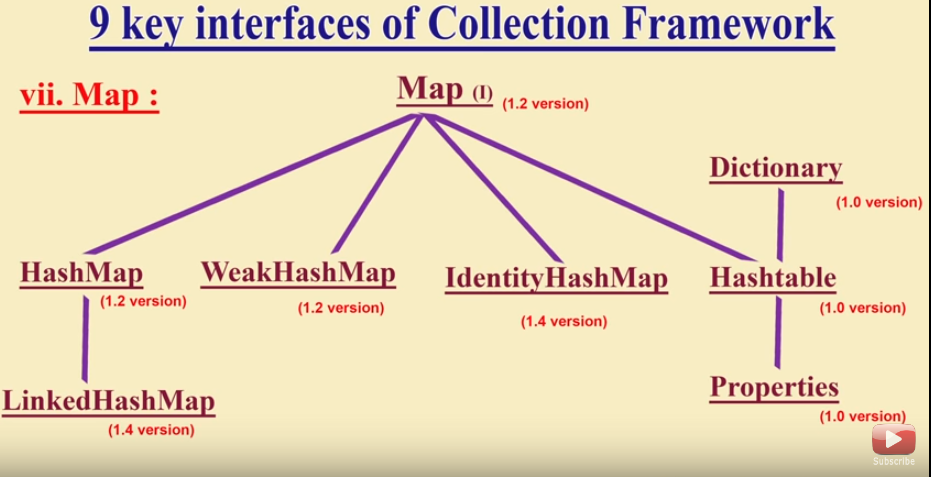 9 key interfaces of Collection Framework
vii. Map :
Map (I) (1.2 version)
Dictionary
(1.0 version)
HashMap
(1.2 version)
WeakHashMap
(1.2 version)
IdentityHashMap
(1.4 version)
Hashtable
(1.0 version)
LinkedHashMap
(1.4 version)
Properties
(1.0 version)
Subscribe